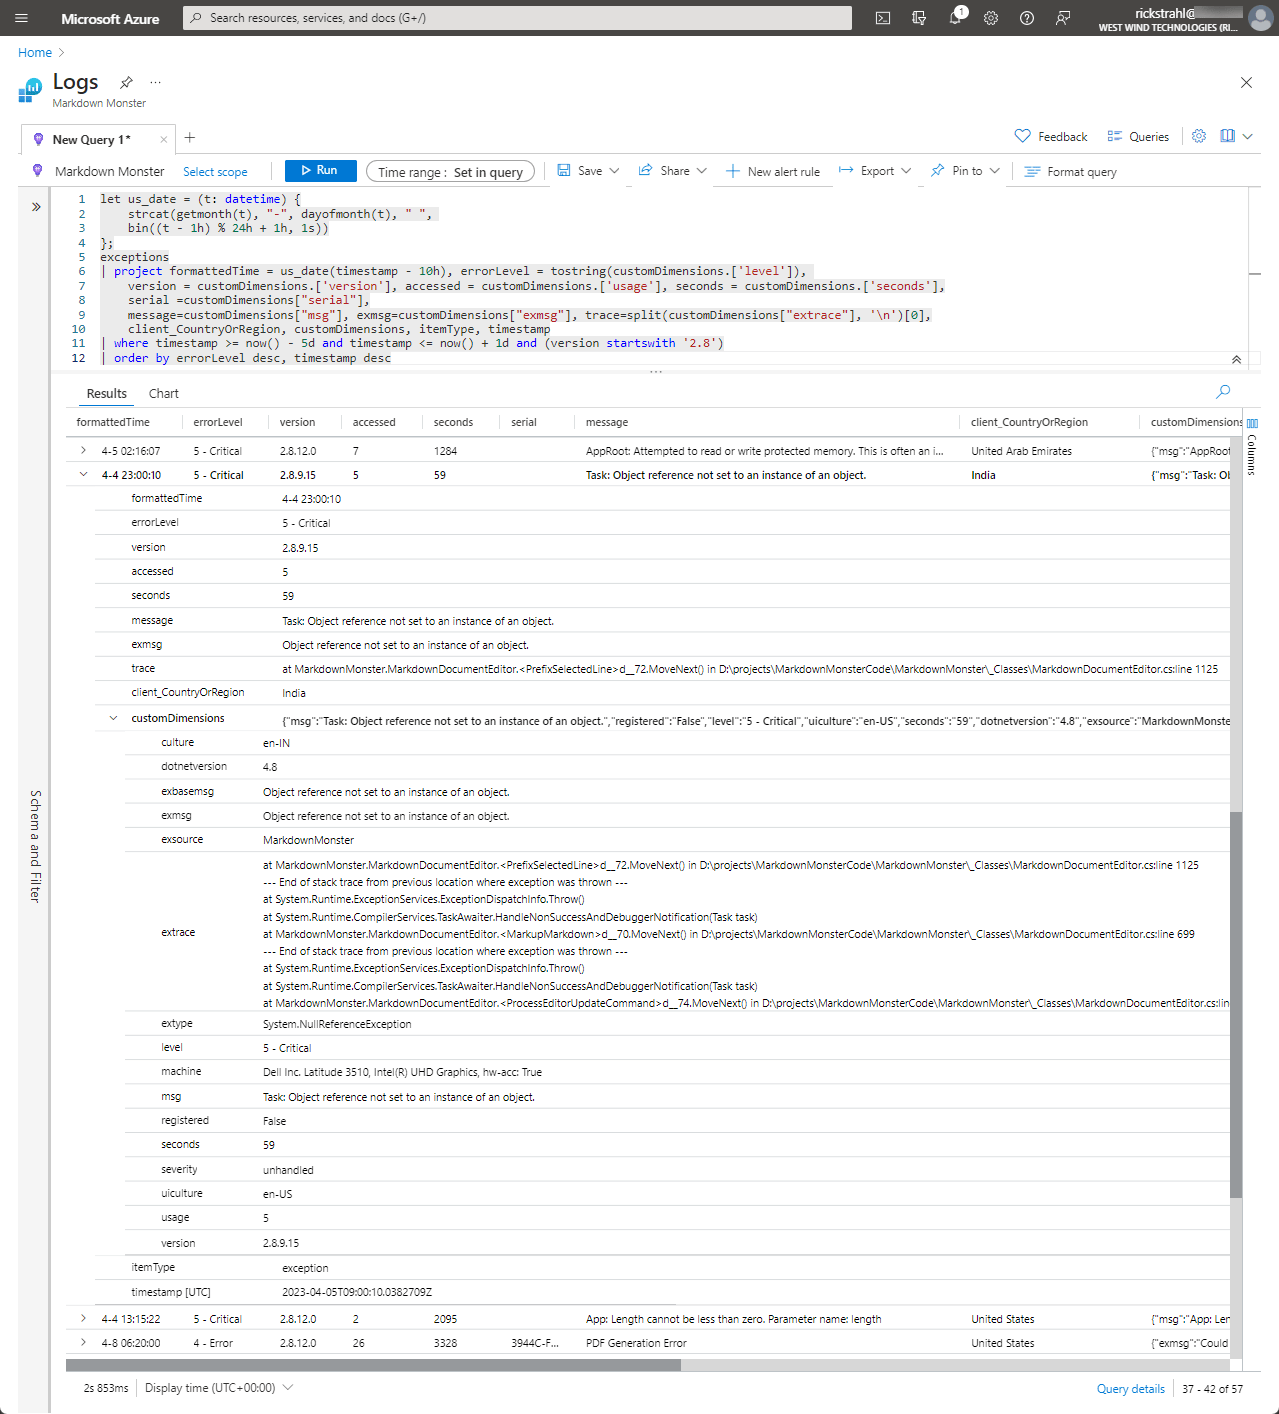 Microsoft Azure
Search resources, services, and docs (G+/)
1
rickstrahl@
WEST WIND TECHNOLOGIES (RI...
Home
Logs
...
Markdown Monster
New Query 1*
Feedback
Queries
Markdown Monster
Select scope
Run
Time range : Set in query
Save
Share
New alert rule
Export
Pin to
Format query
1 let us_date = (t: datetime) {
2 strcat(getmonth(t), "-", dayofmonth(t), " ",
3 bin((t - 1h) % 24h + 1h, 1s))
4 };
5 exceptions
6 | project formattedTime = us_date(timestamp - 10h), errorLevel = tostring(customDimensions.['level']),
7 version = customDimensions.['version'], accessed = customDimensions.['usage'], seconds = customDimensions.['seconds'],
8 serial =customDimensions["serial"],
9 message=customDimensions["msg"], exmsg=customDimensions["exmsg"], trace=split(customDimensions["extrace"], '\n')[0],
10 client_CountryOrRegion, customDimensions, itemType, timestamp
11 | where timestamp >= now() - 5d and timestamp <= now() + 1d and (version startswith '2.8')
12 | order by errorLevel desc, timestamp desc
Schema and Filter
Results Chart
formattedTime errorLevel version accessed seconds serial message client_CountryOrRegion customDimensions
Columns
4-5 02:16:07 5 - Critical 2.8.12.0 7 1284 AppRoot: Attempted to read or write protected memory. This is often an i... United Arab Emirates {"msg":"AppRoot
4-4 23:00:10 5 - Critical 2.8.9.15 5 59 Task: Object reference not set to an instance of an object. India {"msg":"Task: Ob
formattedTime 4-4 23:00:10
errorLevel 5 - Critical
version 2.8.9.15
accessed 5
seconds 59
message Task: Object reference not set to an instance of an object.
exmsg Object reference not set to an instance of an object.
trace at MarkdownMonster.MarkdownDocumentEditor.<PrefixSelectedLine>d__72.MoveNext() in D:\projects\MarkdownMonsterCode\MarkdownMonster\_Classes\MarkdownDocumentEditor.cs:line 1125
client_CountryOrRegion India
customDimensions {"msg":"Task: Object reference not set to an instance of an object.","registered":"False","level":"5 - Critical","uiculture":"en-US","seconds":"59","dotnetversion":"4.8","exsource":"MarkdownMonste
culture en-IN
dotnetversion 4.8
exbasemsg Object reference not set to an instance of an object.
exmsg Object reference not set to an instance of an object.
exsource MarkdownMonster
extrace
at MarkdownMonster.MarkdownDocumentEditor.<PrefixSelectedLine>d__72.MoveNext() in D:\projects\MarkdownMonsterCode\MarkdownMonster\_Classes\MarkdownDocumentEditor.cs:line 1125
--- End of stack trace from previous location where exception was thrown ---
at System.Runtime.ExceptionServices.ExceptionDispatchInfo.Throw()
at System.Runtime.CompilerServices.TaskAwaiter.HandleNonSuccessAndDebuggerNotification(Task task)
at MarkdownMonster.MarkdownDocumentEditor.<MarkupMarkdown>d__70.MoveNext() in D:\projects\MarkdownMonsterCode\MarkdownMonster\_Classes\MarkdownDocumentEditor.cs:line 699
--- End of stack trace from previous location where exception was thrown ---
at System.Runtime.ExceptionServices.ExceptionDispatchInfo.Throw()
at System.Runtime.CompilerServices.TaskAwaiter.HandleNonSuccessAndDebuggerNotification(Task task)
at MarkdownMonster.MarkdownDocumentEditor.<ProcessEditorUpdateCommand>d__74.MoveNext() in D:\projects\MarkdownMonsterCode\MarkdownMonster\_Classes\MarkdownDocumentEditor.cs:lin
extype System.NullReferenceException
level 5 - Critical
machine Dell Inc. Latitude 3510, Intel(R) UHD Graphics, hw-acc: True
msg Task: Object reference not set to an instance of an object.
registered False
seconds 59
severity unhandled
uiculture en-US
usage 5
version 2.8.9.15
itemType exception
timestamp [UTC] 2023-04-05T09:00:10.0382709Z
4-4 13:15:22 5 - Critical 2.8.12.0 2 2095 App: Length cannot be less than zero. Parameter name: length United States {"msg":"App: Len
4-8 06:20:00 4 - Error 2.8.12.0 26 3328 3944C-F... PDF Generation Error United States {"exmsg":"Could
2s 853ms Display time (UTC+00:00) Query details 37 - 42 of 57